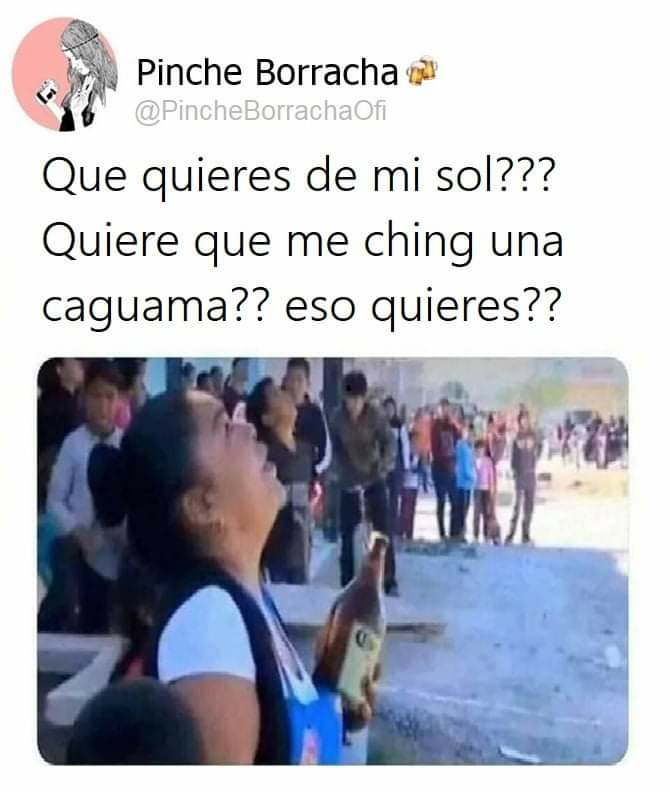 Pinche Borracha🍻
@PincheBorrachaOfi
Que quieres de mi sol???
Quiere que me ching una
caguama?? eso quieres??